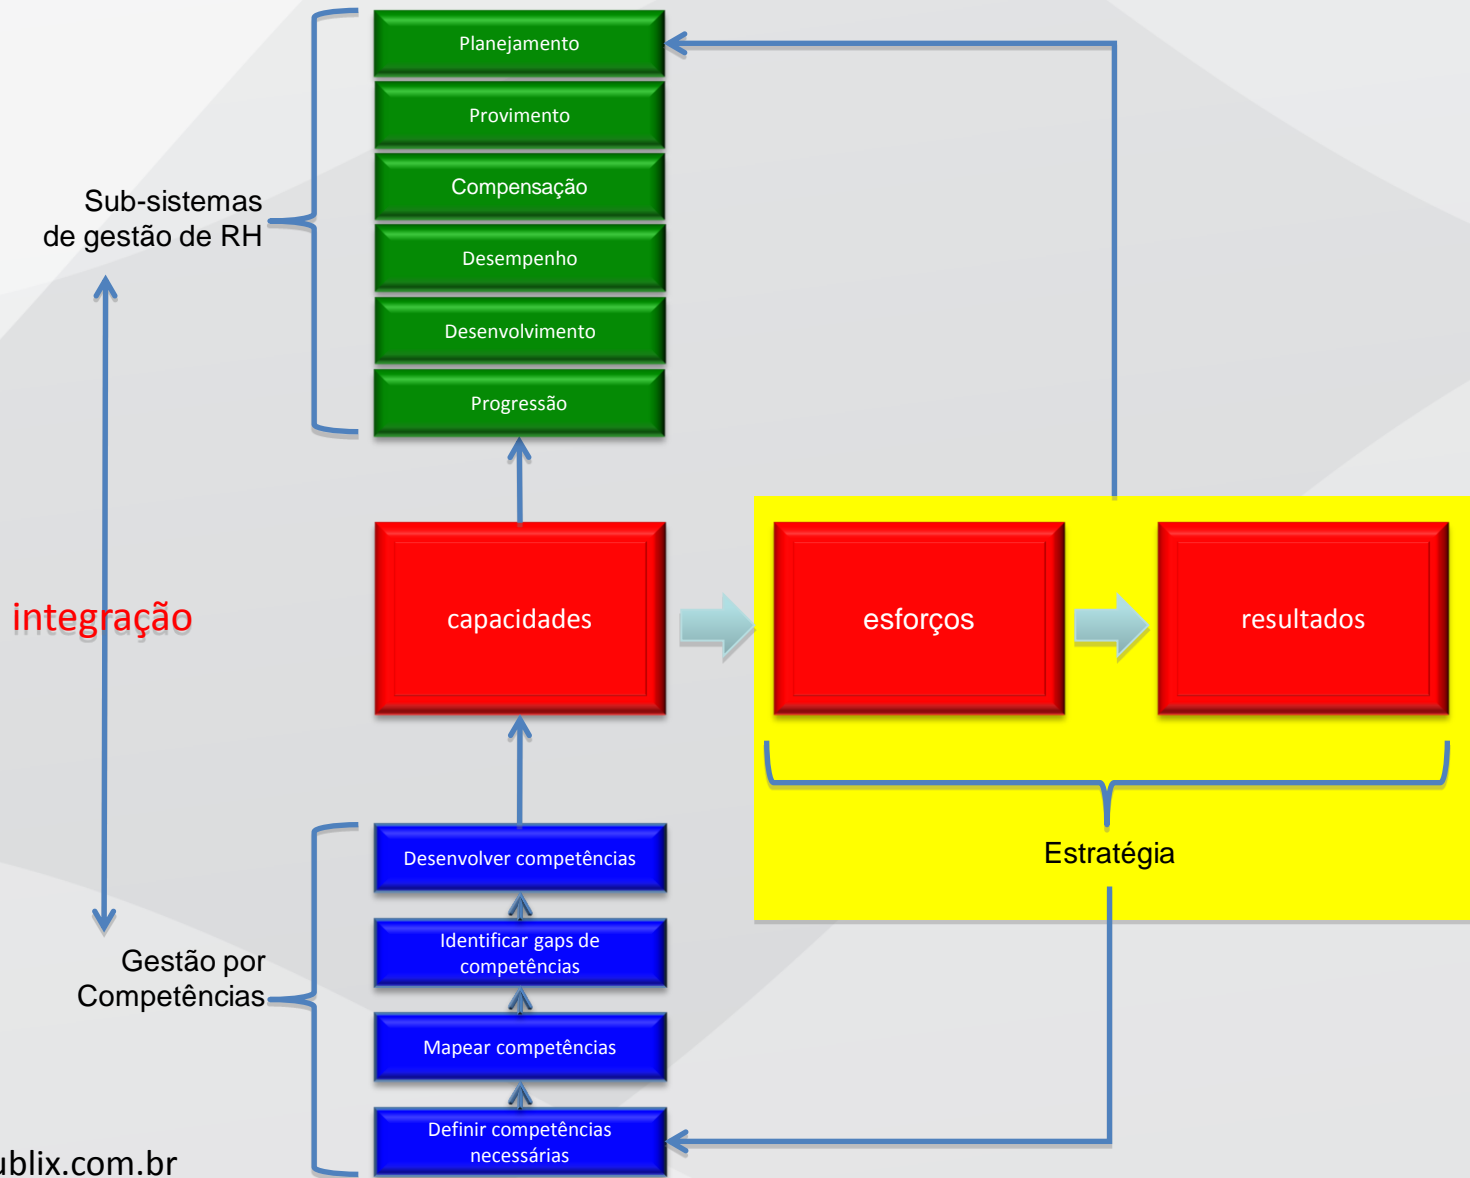 Planejamento
Provimento
Compensação
Sub-sistemas
de gestão de RH
Desempenho
Desenvolvimento
Progressão
integração
capacidades
esforços
resultados
Estratégia
Desenvolver competências
Identificar gaps de
competências
Gestão por
Competências
Mapear competências
Definir competências
necessárias
ublix.com.br